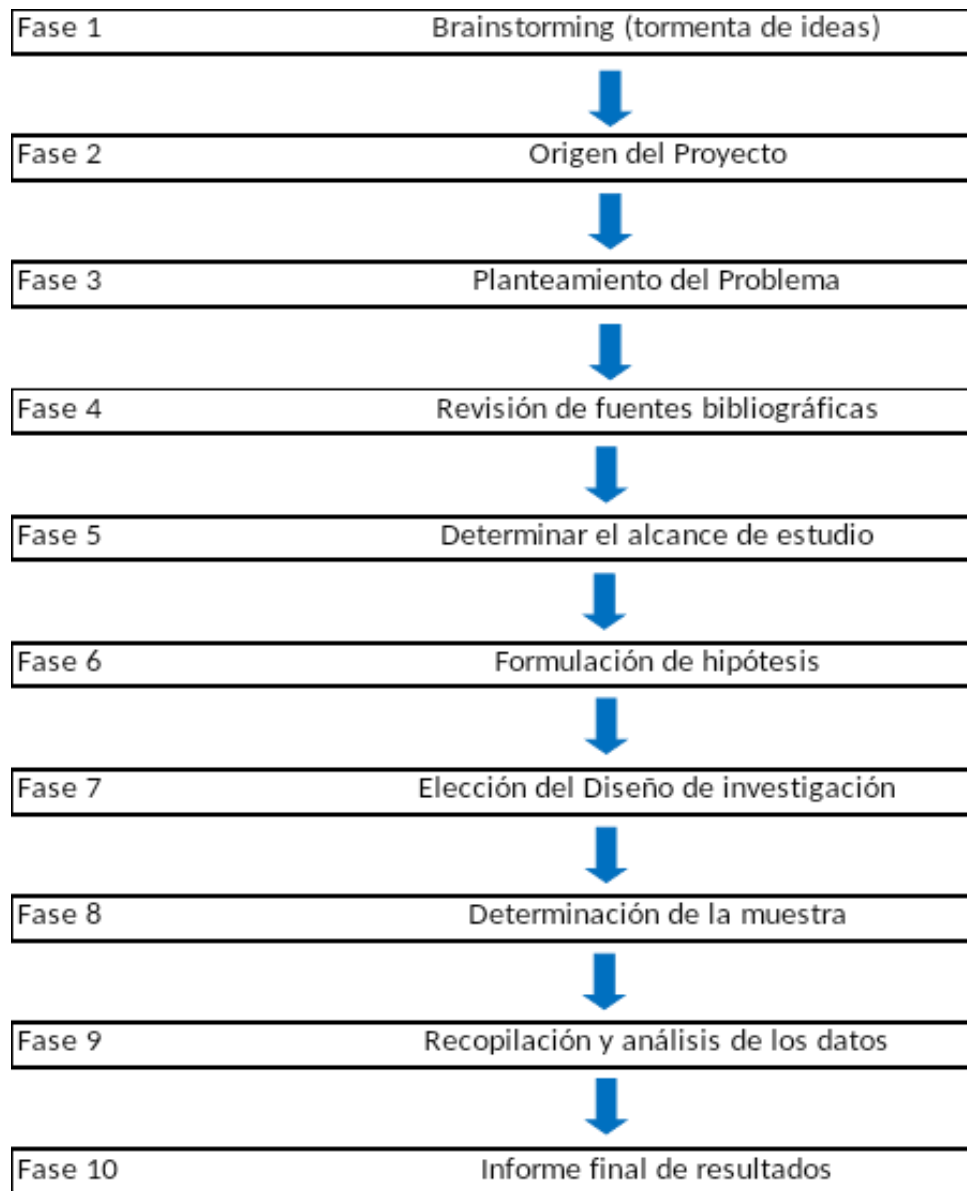 Fase 1 Brainstorming (tormenta de ideas)
Fase 2 Origen del Proyecto
Fase 3 Planteamiento del Problema
Fase 4 Revisión de fuentes bibliográficas
Fase 5 Determinar el alcance de estudio
Fase 6 Formulación de hipótesis
Fase 7 Elección del Diseño de investigación
Fase 8 Determinación de la muestra
Fase 9 Recopilación y análisis de los datos
Fase 10 Informe final de resultados